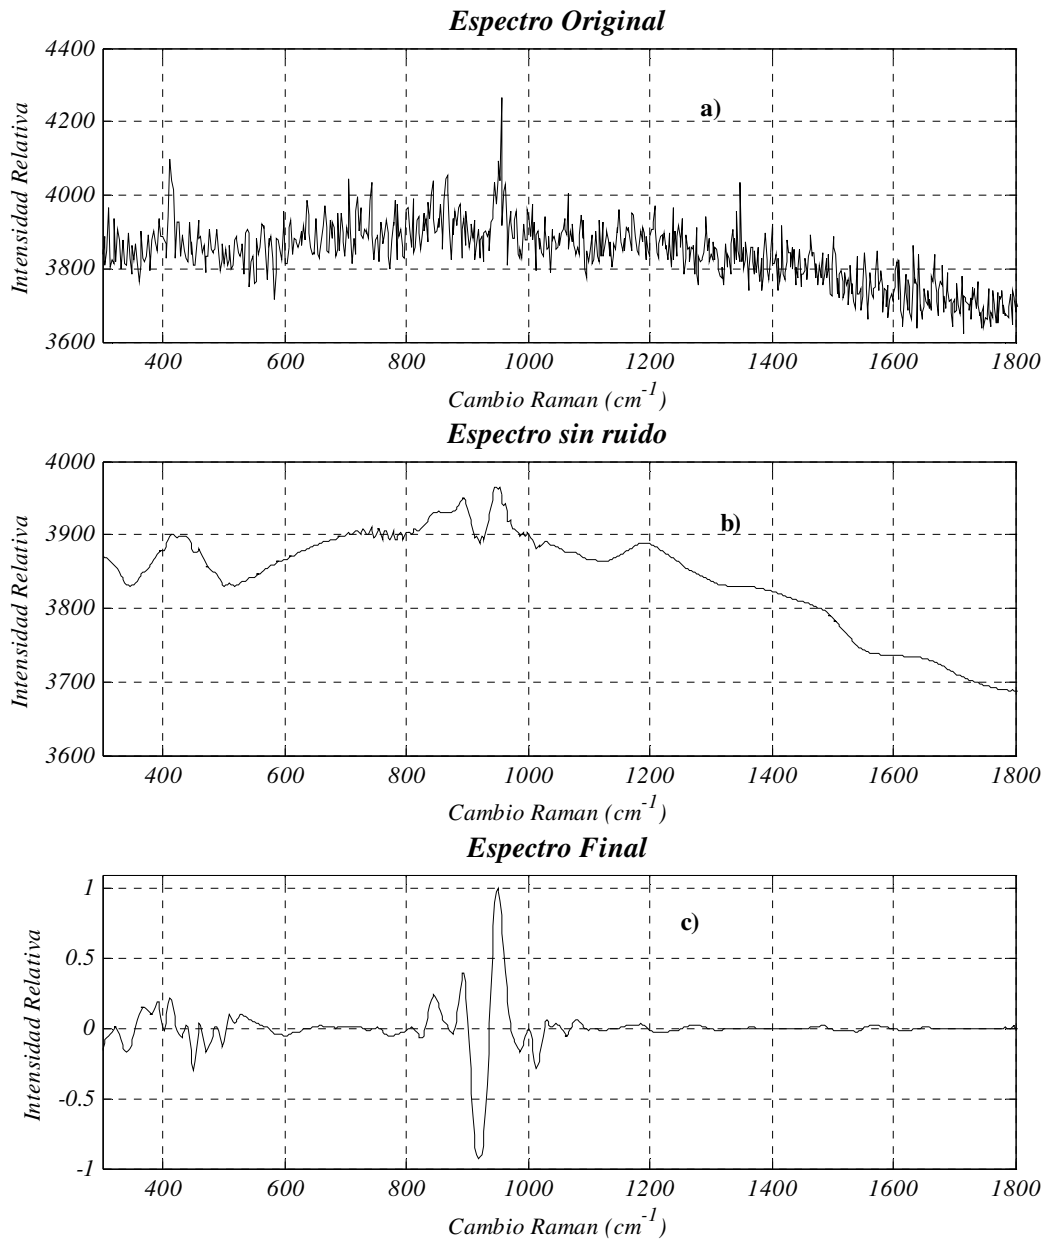 Espectro Original
4400
4200
4000
3800
3600
Intensidad Relativa
a)
400 600 800 1000 1200 1400 1600 1800
Cambio Raman (cm-1)
Espectro sin ruido
4000
3900
3800
3700
3600
Intensidad Relativa
b)
400 600 800 1000 1200 1400 1600 1800
Cambio Raman (cm-1)
Espectro Final
1
0.5
0
-0.5
-1
Intensidad Relativa
c)
400 600 800 1000 1200 1400 1600 1800
Cambio Raman (cm-1)